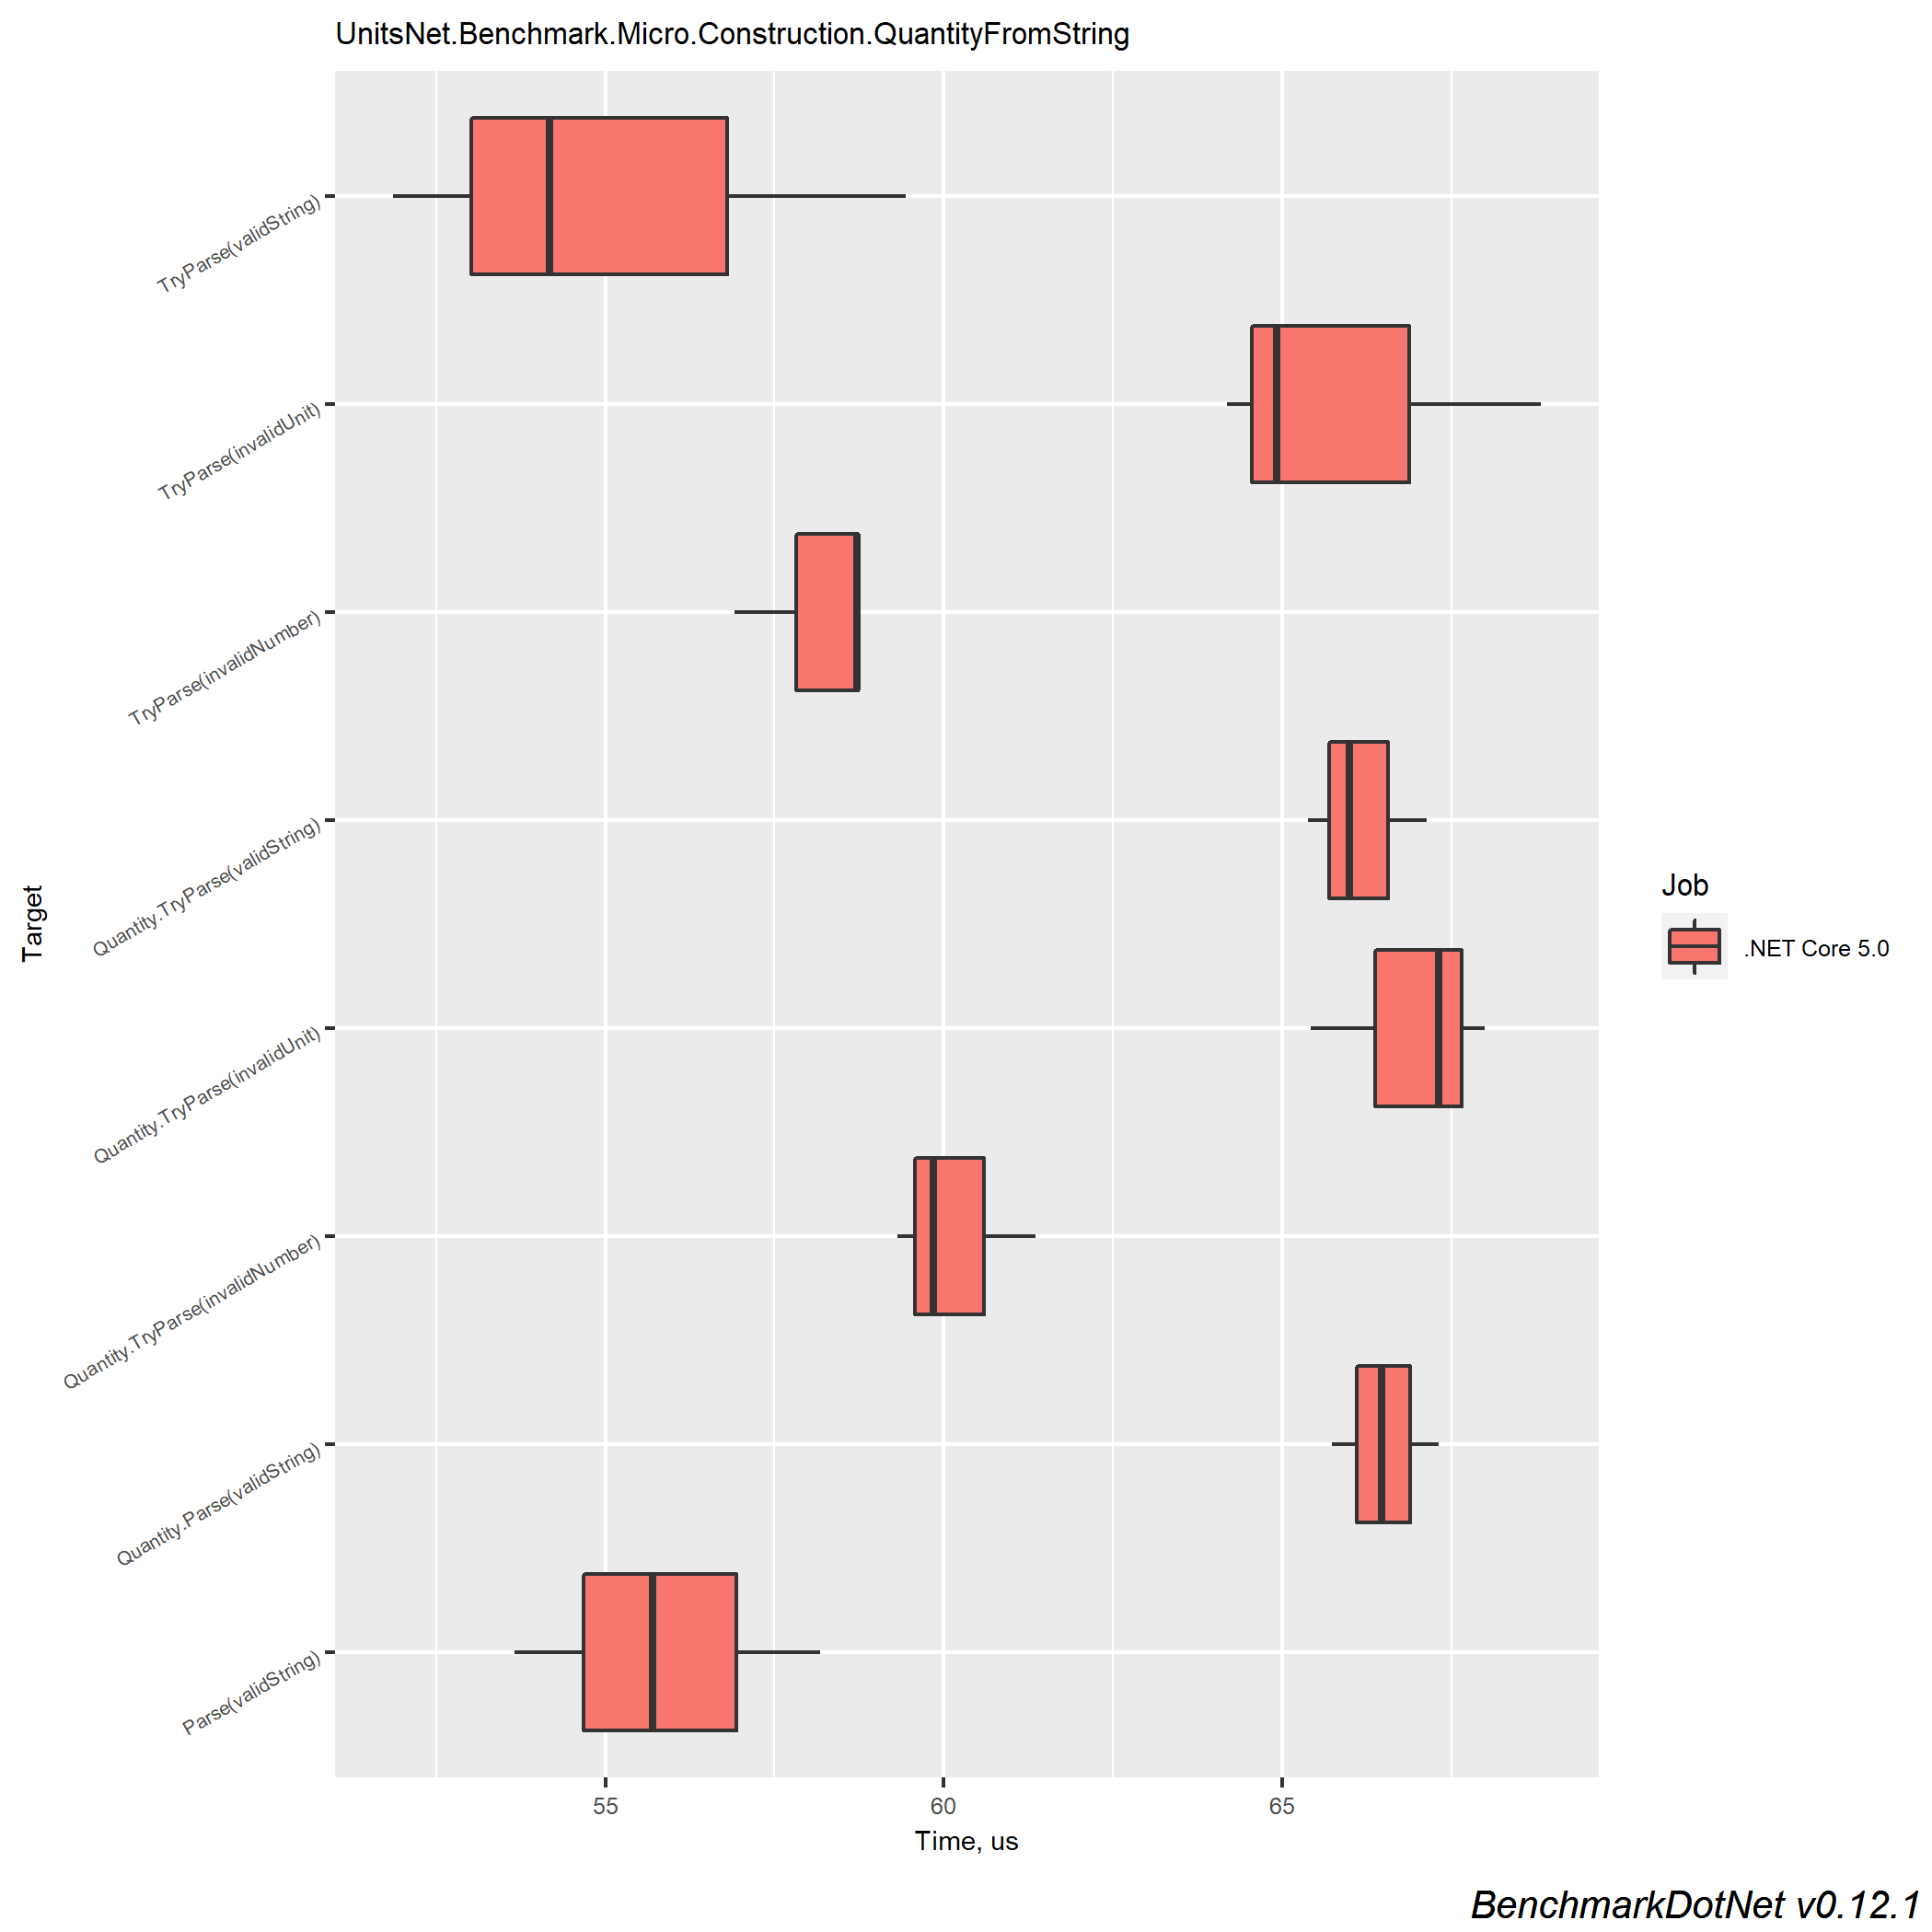 UnitsNet.Benchmark.Micro.Construction.QuantityFromString
TryParse(validString)
TryParse(invalidUnit)
TryParse(invalidNumber)
Quantity.TryParse(validString)
Quantity.TryParse(invalidUnit)
Quantity.TryParse(invalidNumber)
Quantity.Parse(validString)
Parse(validString)
Target
55
60
65
Time, us
Job
.NET Core 5.0
BenchmarkDotNet v0.12.1